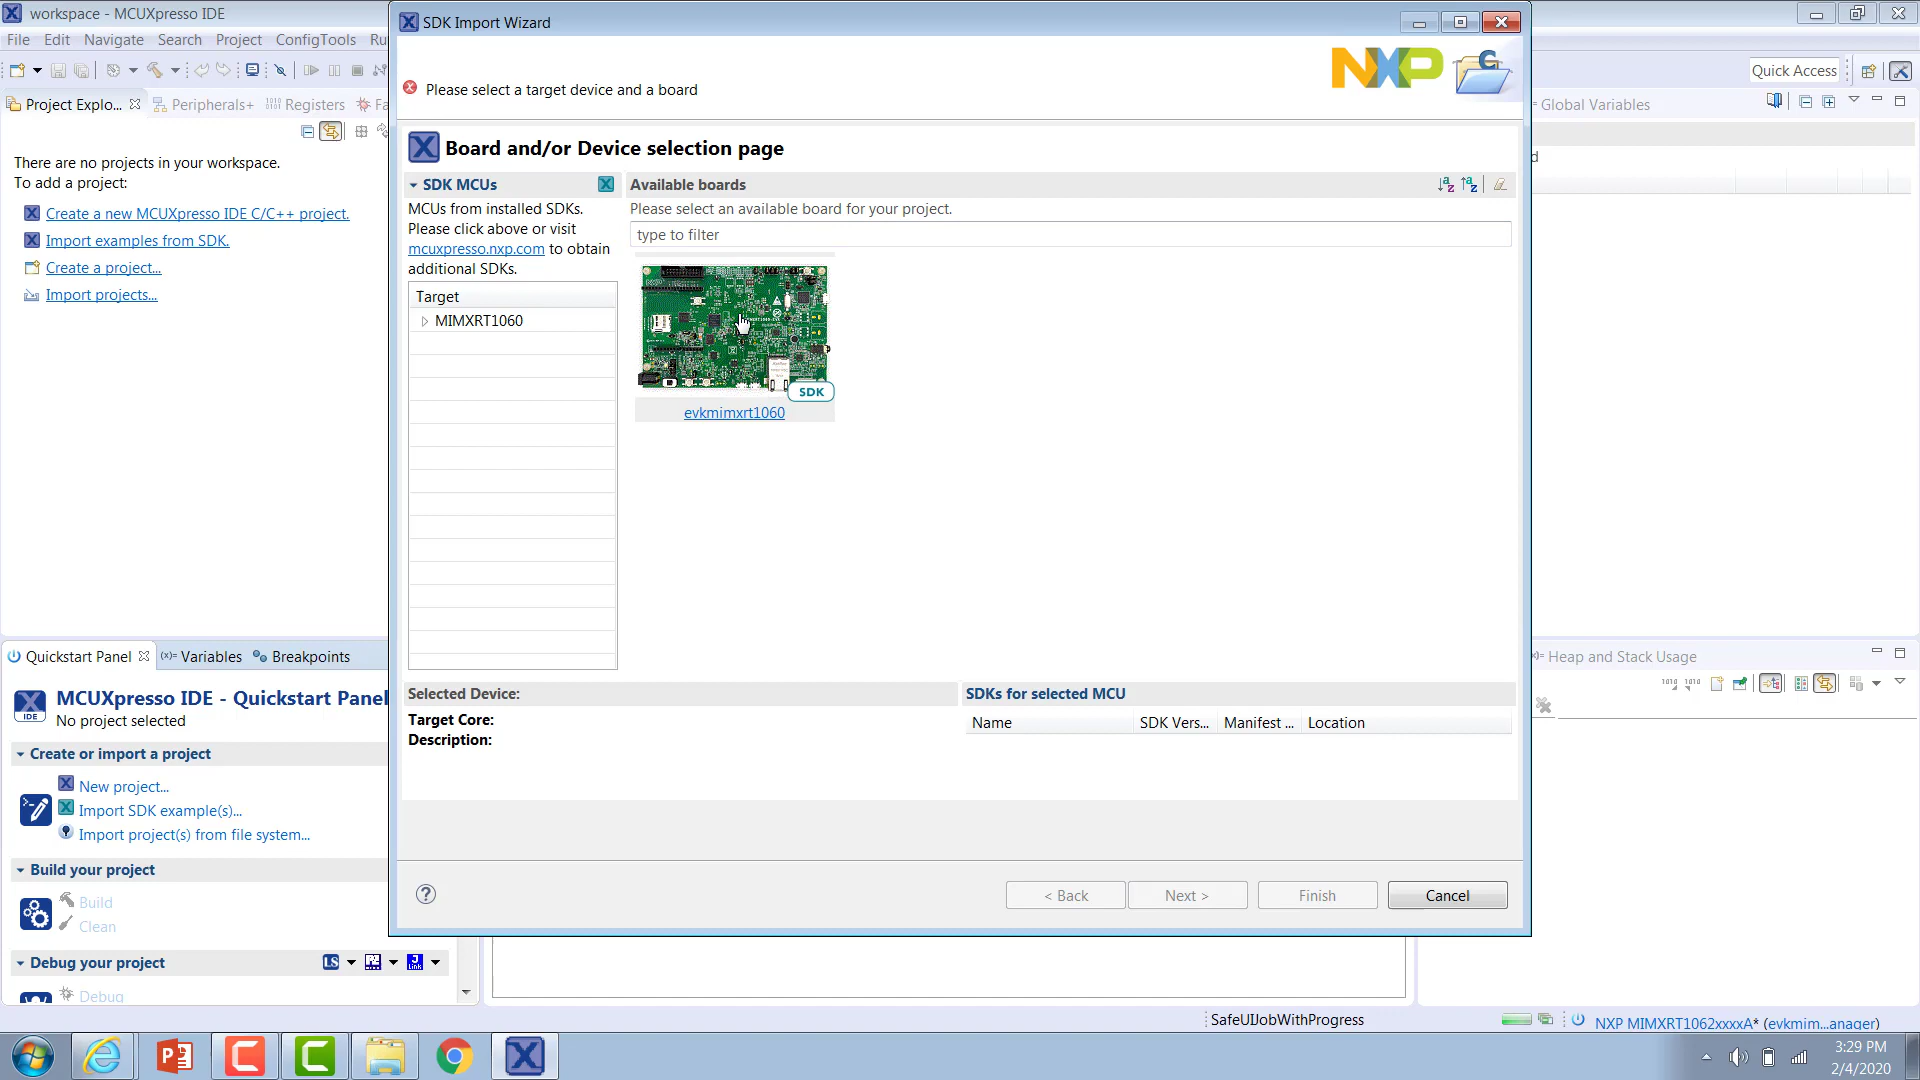 workspace - MCUXpresso IDE
File Edit Navigate Search Project ConfigTools Ru
Quick Access
Project Explo...
Peripherals+
Registers
Fa
There are no projects in your workspace.
To add a project:
Create a new MCUXpresso IDE C/C++ project.
Import examples from SDK.
Create a project...
Import projects...
SDK Import Wizard
Please select a target device and a board
NXP
Board and/or Device selection page
SDK MCUs
MCUs from installed SDKs.
Please click above or visit
mcuxpresso.nxp.com to obtain
additional SDKs.
Target
MIMXRT1060
Available boards
Please select an available board for your project.
type to filter
SDK
evkmimxrt1060
Selected Device:
Target Core:
Description:
SDKs for selected MCU
Name SDK Vers... Manifest ... Location
< Back
Next >
Finish
Cancel
Global Variables
d
Heap and Stack Usage
Quickstart Panel
(x)= Variables
Breakpoints
IDE
MCUXpresso IDE - Quickstart Panel
No project selected
Create or import a project
New project...
Import SDK example(s)...
Import project(s) from file system...
Build your project
Build
Clean
Debug your project
LS
Debug
SafeUIJobWithProgress
NXP MIMXRT1062xxxxA* (evkmim...anager)
3:29 PM
2/4/2020